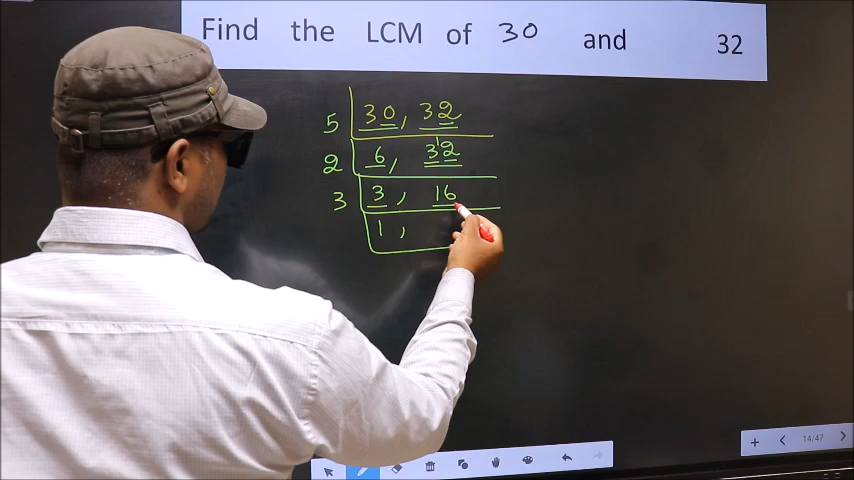 Find the LCM of 30 and 32
5 30, 32
2 6, 32
3 3, 16
1,
14/47